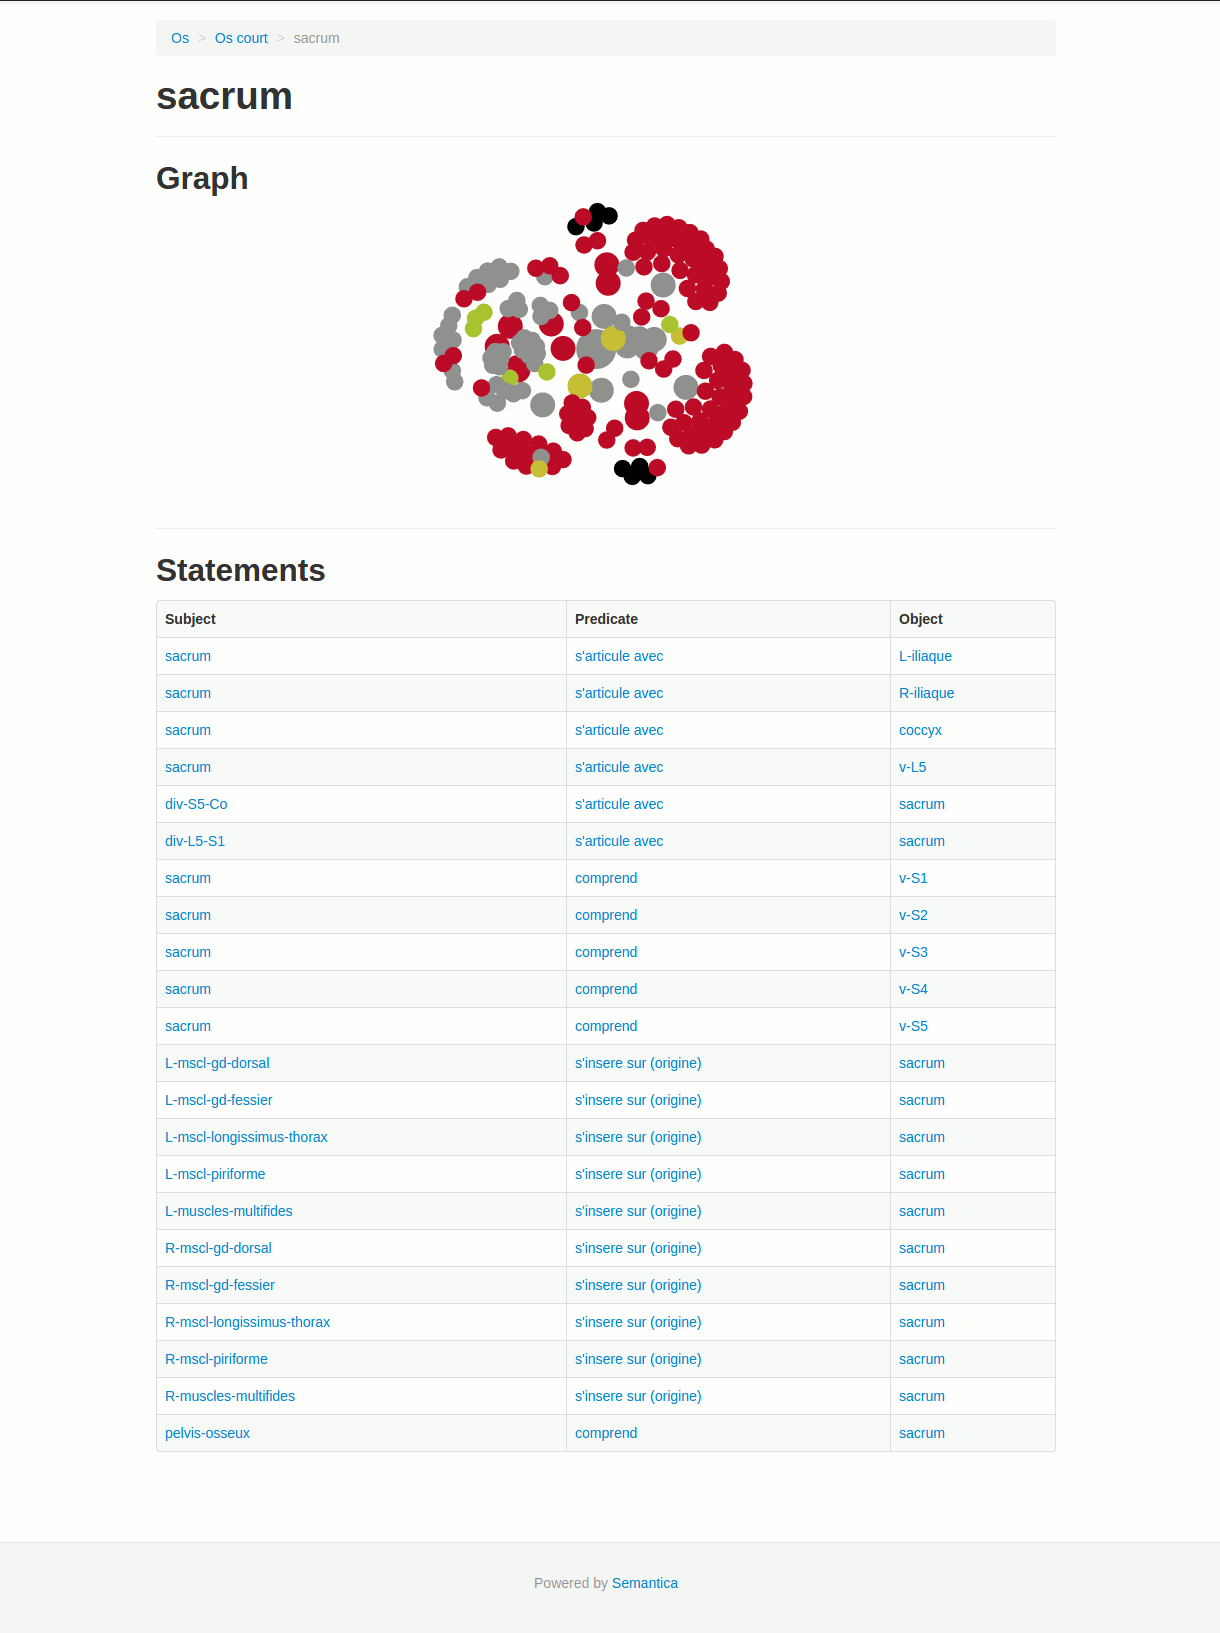 Os > Os court > sacrum
sacrum
Graph
Statements
Subject Predicate Object
sacrum s'articule avec L-iliaque
sacrum s'articule avec R-iliaque
sacrum s'articule avec coccyx
sacrum s'articule avec v-L5
div-S5-Co s'articule avec sacrum
div-L5-S1 s'articule avec sacrum
sacrum comprend v-S1
sacrum comprend v-S2
sacrum comprend v-S3
sacrum comprend v-S4
sacrum comprend v-S5
L-mscl-gd-dorsal s'insere sur (origine) sacrum
L-mscl-gd-fessier s'insere sur (origine) sacrum
L-mscl-longissimus-thorax s'insere sur (origine) sacrum
L-mscl-piriforme s'insere sur (origine) sacrum
L-muscles-multifides s'insere sur (origine) sacrum
R-mscl-gd-dorsal s'insere sur (origine) sacrum
R-mscl-gd-fessier s'insere sur (origine) sacrum
R-mscl-longissimus-thorax s'insere sur (origine) sacrum
R-mscl-piriforme s'insere sur (origine) sacrum
R-muscles-multifides s'insere sur (origine) sacrum
pelvis-osseux comprend sacrum
Powered by Semantica